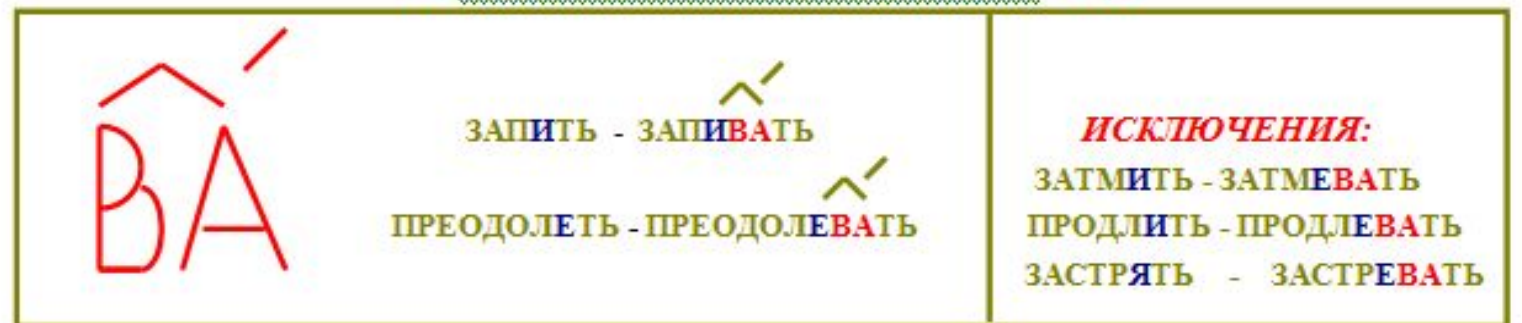 ВА
ЗАПИТЬ - ЗАПИВАТЬ
ПРЕОДОЛЕТЬ - ПРЕОДОЛЕВАТЬ
ИСКЛЮЧЕНИЯ:
ЗАТМИТЬ - ЗАТМЕВАТЬ
ПРОДЛИТЬ - ПРОДЛЕВАТЬ
ЗАСТРЯТЬ - ЗАСТРЕВАТЬ